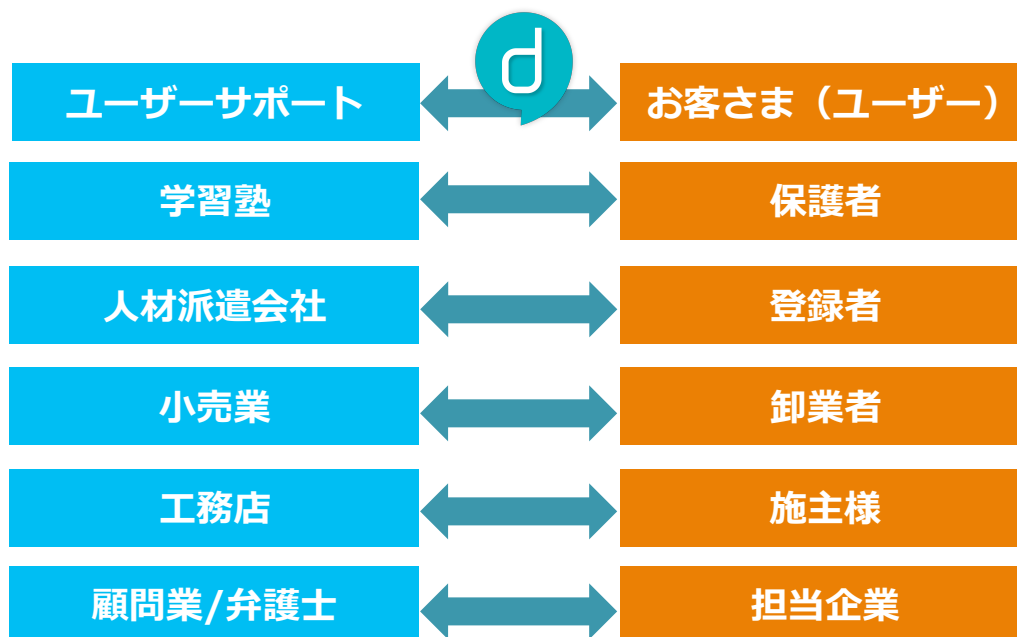 d
ユーザーサポート
お客さま（ユーザー）
学習塾
保護者
人材派遣会社
登録者
小売業
卸業者
工務店
施主様
顧問業/弁護士
担当企業